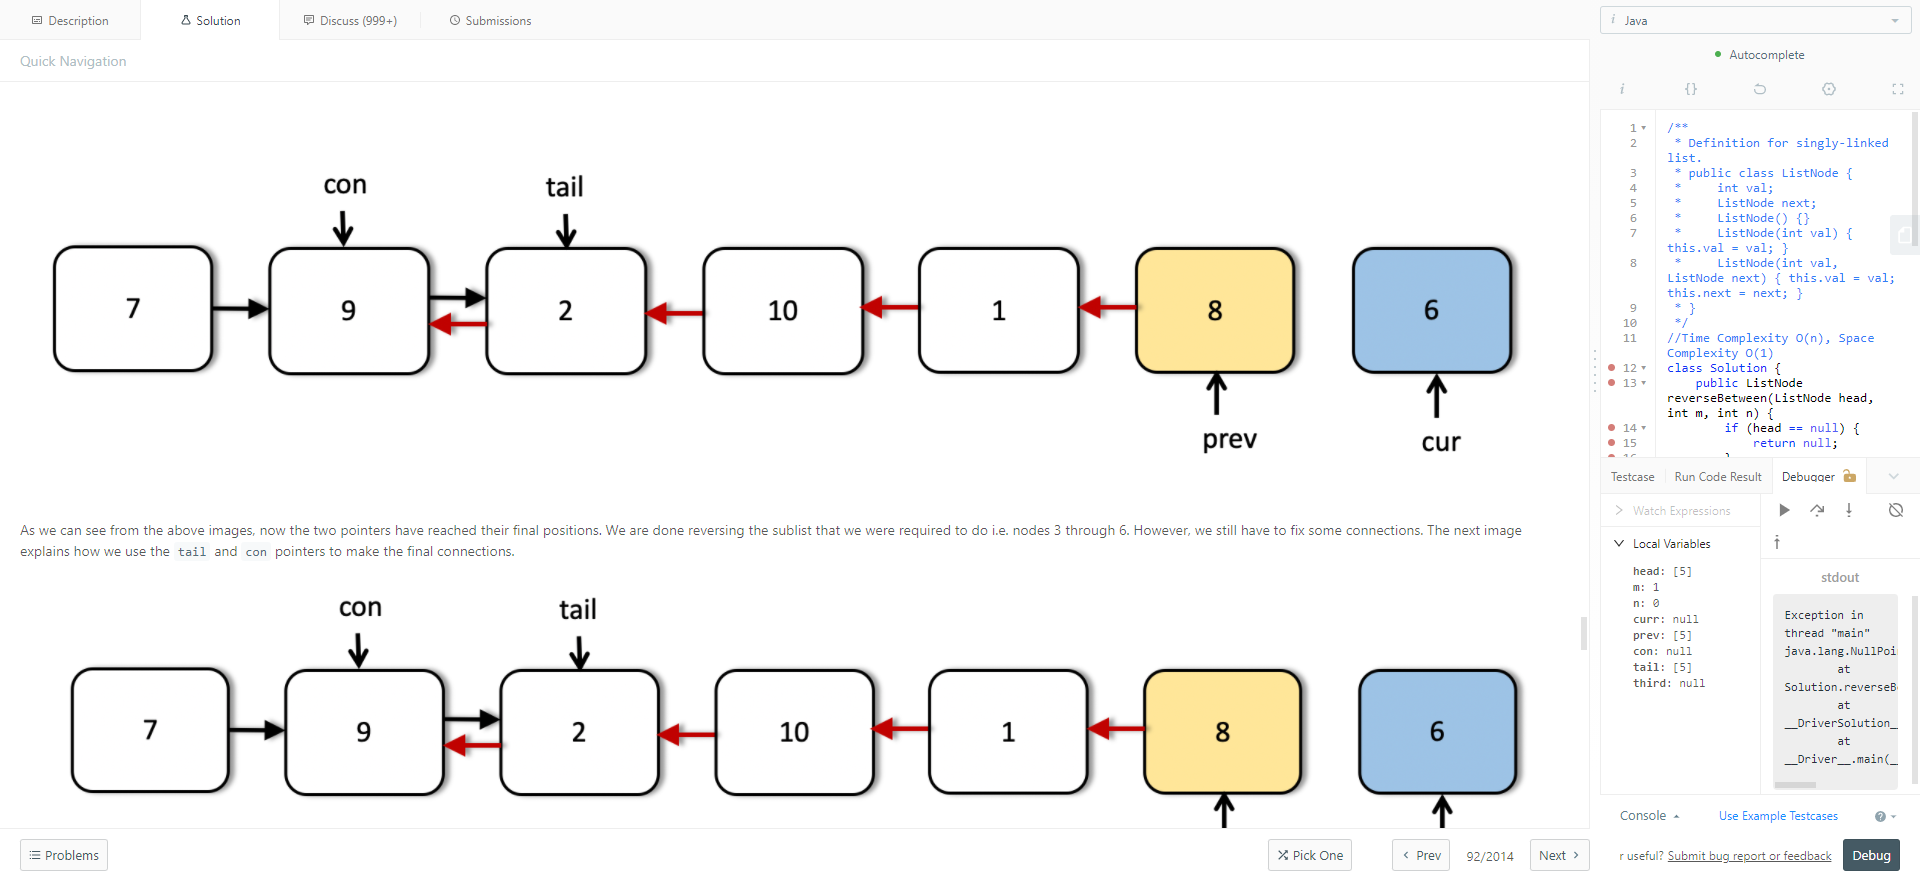 Description
Solution
Discuss (999+)
Submissions
Quick Navigation
con
tail
7
9
2
10
1
8
6
prev
cur
As we can see from the above images, now the two pointers have reached their final positions. We are done reversing the sublist that we were required to do i.e. nodes 3 through 6. However, we still have to fix some connections. The next image
explains how we use the tail and con pointers to make the final connections.
con
tail
7
9
2
10
1
8
6
Problems
Pick One
Prev
92/2014
Next
i Java
Autocomplete
i {}
1 /**
2 * Definition for singly-linked
list.
3 * public class ListNode {
4 * int val;
5 * ListNode next;
6 * ListNode() {}
7 * ListNode(int val) {
this.val = val; }
8 * ListNode(int val,
ListNode next) { this.val = val;
this.next = next; }
9 * }
10 */
11 //Time Complexity O(n), Space
Complexity O(1)
12 class Solution {
13 public ListNode
reverseBetween(ListNode head,
int m, int n) {
14 if (head == null) {
15 return null;
Testcase
Run Code Result
Debugger
Watch Expressions
Local Variables
head: [5]
m: 1
n: 0
curr: null
prev: [5]
con: null
tail: [5]
third: null
stdout
Exception in
thread "main"
java.lang.NullPoi
at
Solution.reverseB
at
__DriverSolution_
at
__Driver__.main(_
Console
Use Example Testcases
r useful? Submit bug report or feedback
Debug